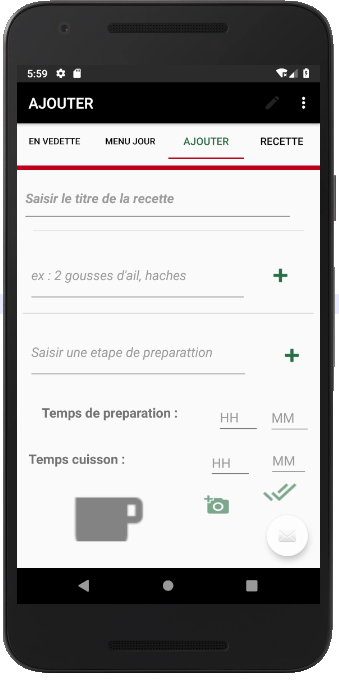 5:59
AJOUTER
EN VEDETTE MENU JOUR AJOUTER RECETTE
Saisir le titre de la recette
ex : 2 gousses d'ail, haches
Saisir une etape de preparattion
Temps de preparation : HH MM
Temps cuisson : HH MM